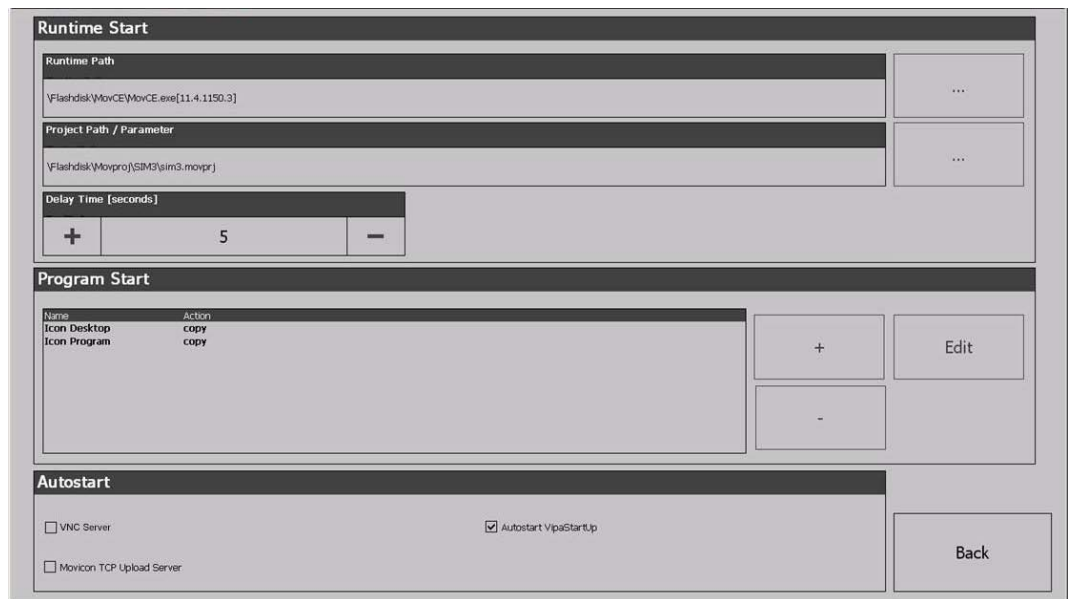 Runtime Start
Runtime Path
\Flashdisk\MovCE\MovCE.exe[11.4.1150.3]
...
Project Path / Parameter
\Flashdisk\Movproj\SIM3\sim3.movprj
...
Delay Time [seconds]
+ 5 −
Program Start
Name Action
Icon Desktop copy
Icon Program copy
+ Edit
-
Autostart
VNC Server
Autostart VipaStartUp
Movicon TCP Upload Server
Back